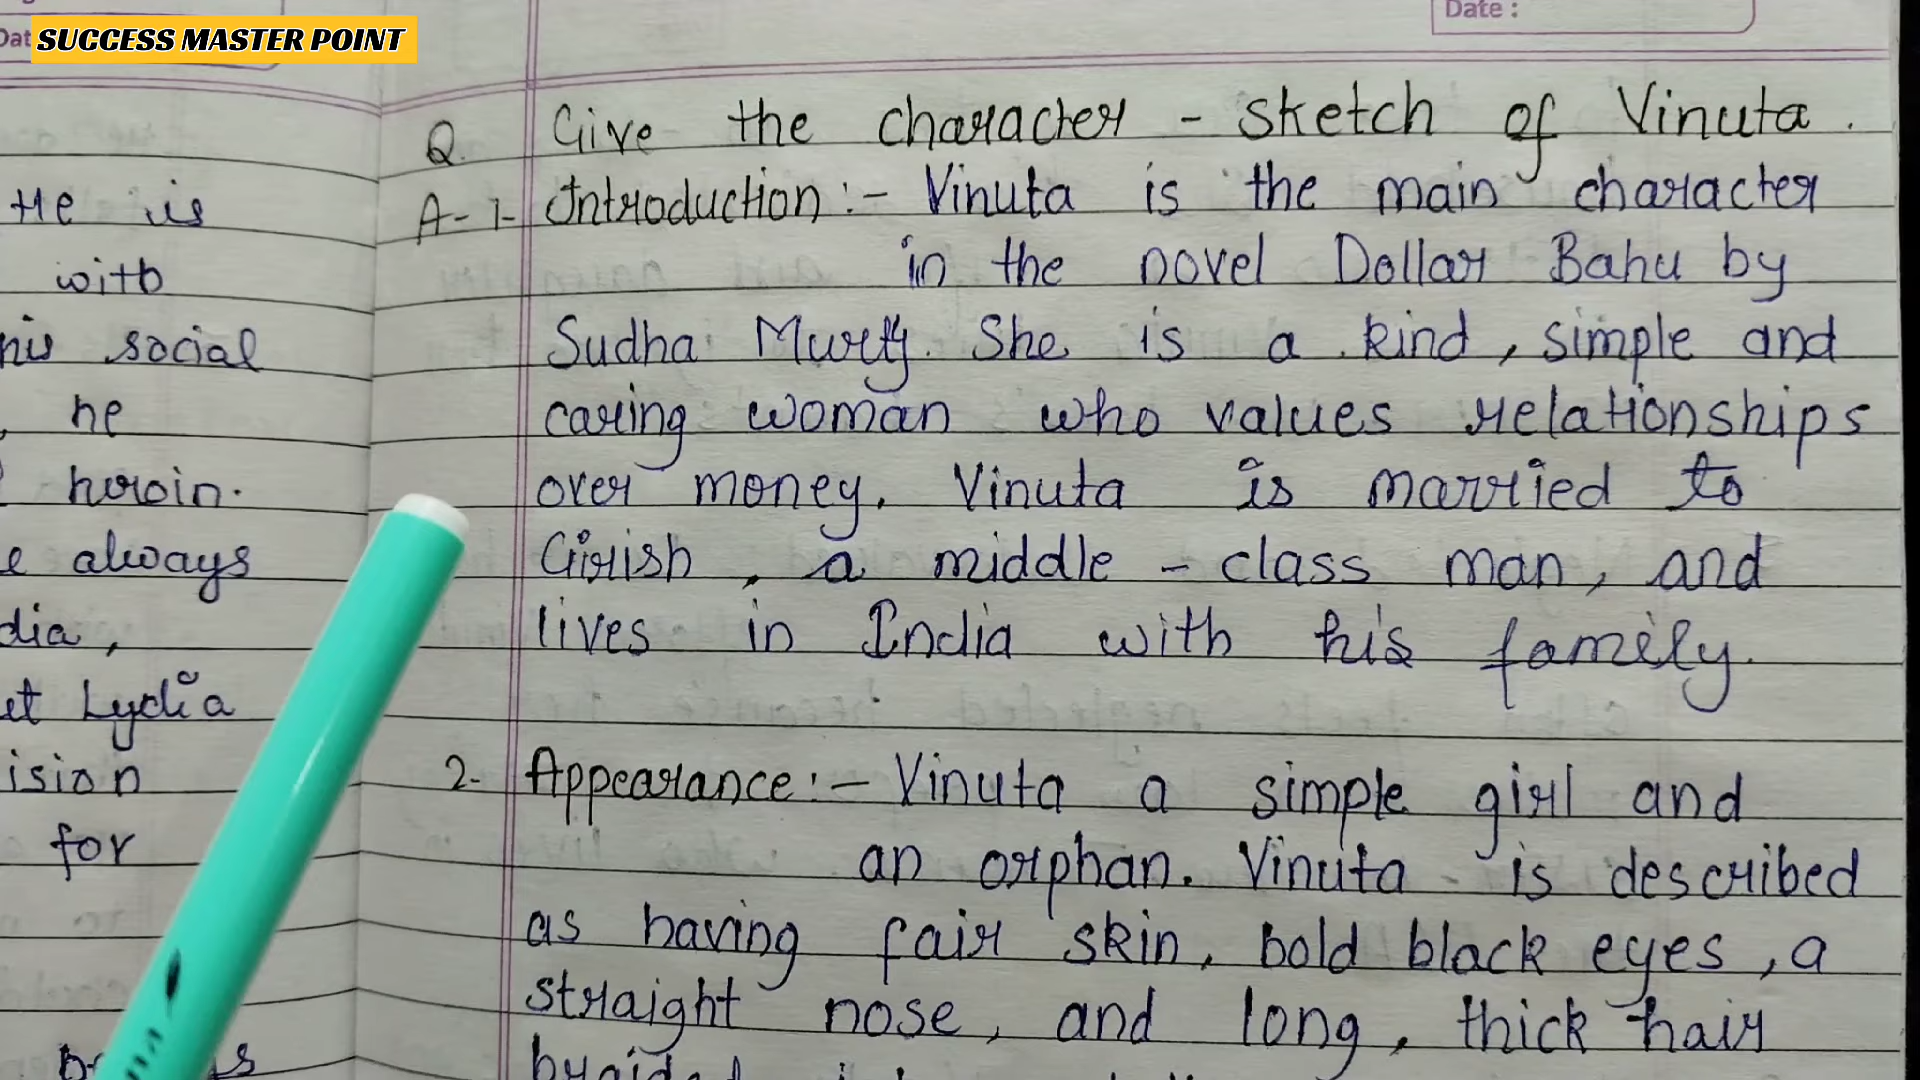 SUCCESS MASTER POINT
Date :
He is
with
social
he
heroin.
always
Lydia
for
Q. Give the character - sketch of Vinuta.
A-1- Introduction :- Vinuta is the main character
in the novel Dollar Bahu by
Sudha Murty. She is a kind, simple and
caring woman who values relationships
over money. Vinuta is married to
Girish, a middle - class man, and
lives in India with his family.
2- Appearance :- Vinuta a simple girl and
an orphan. Vinuta is described
as having fair skin, bold black eyes, a
straight nose, and long, thick hair